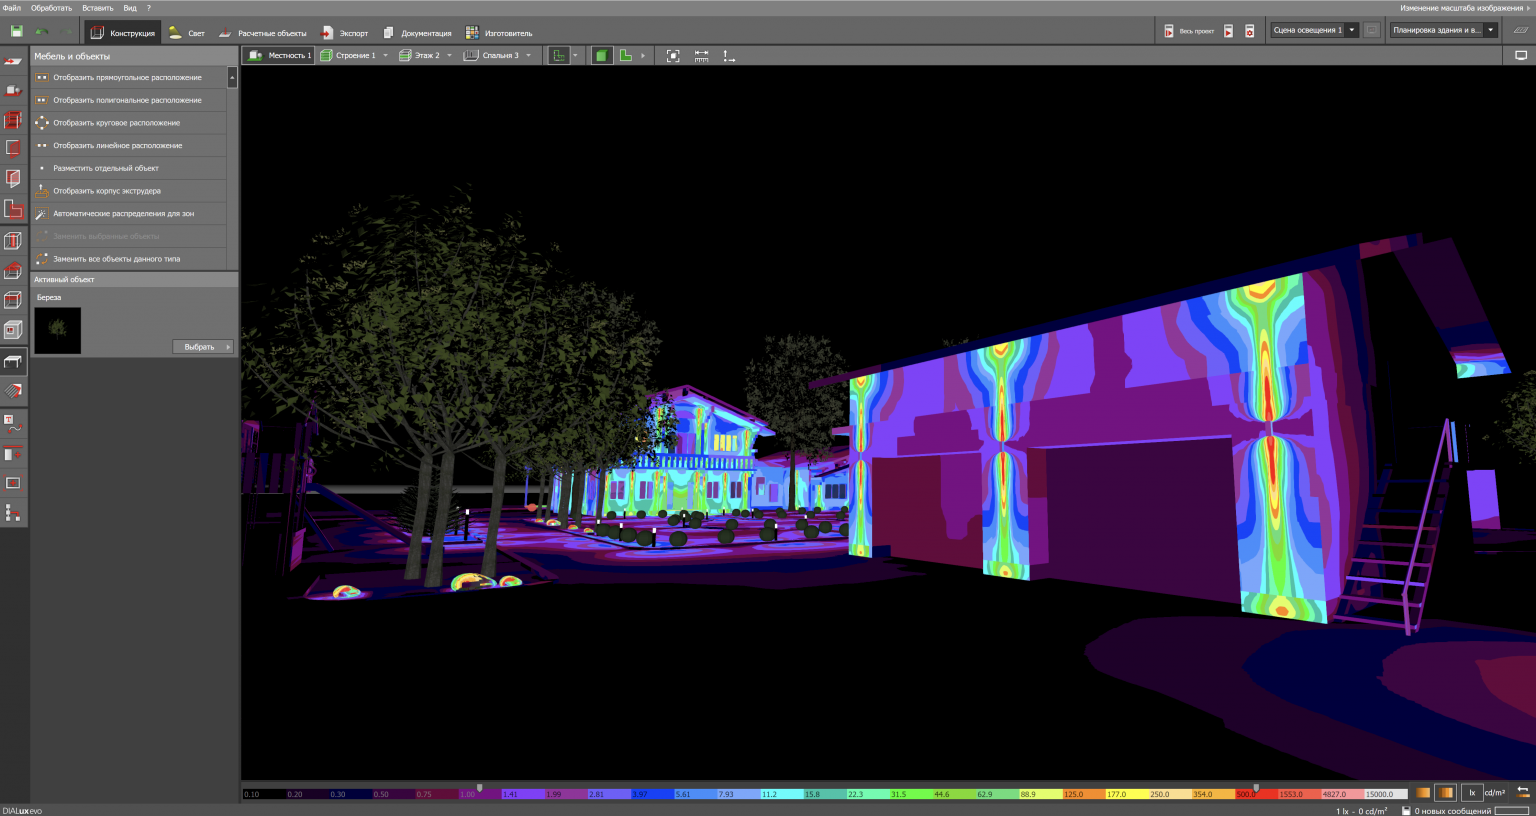 Файл Обработать Вставить Вид ?
Изменение масштаба изображения
Конструкция Свет Расчетные объекты Экспорт Документация Изготовитель
Весь проект Сцена освещения 1 Планировка здания и в...
Мебель и объекты
Местность 1 Строение 1 Этаж 2 Спальня 3
Отобразить прямоугольное расположение
Отобразить полигональное расположение
Отобразить круговое расположение
Отобразить линейное расположение
Разместить отдельный объект
Отобразить корпус экструдера
Автоматические распределения для зон
Заменить выбранные объекты
Заменить все объекты данного типа
Активный объект
Береза
Выбрать
0.10 0.20 0.30 0.50 0.75 1.00 1.41 1.99 2.81 3.97 5.61 7.93 11.2 15.8 22.3 31.5 44.6 62.9 88.9 125.0 177.0 250.0 354.0 500.0 1553.0 4827.0 15000.0
lx cd/m²
DIALux evo
1 lx - 0 cd/m² 0 новых сообщений